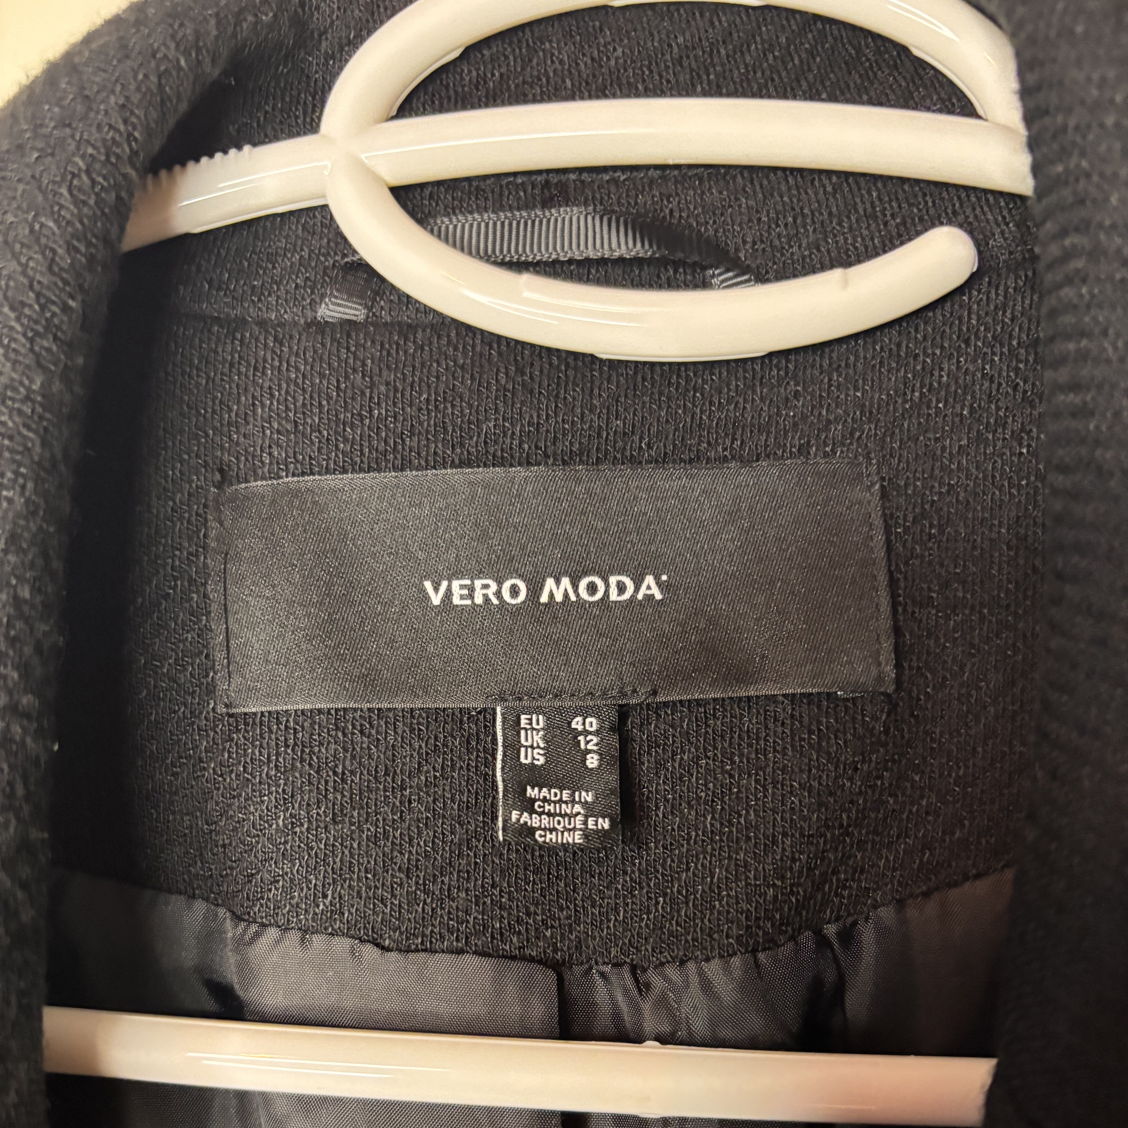 VERO MODA
EU 40
UK 12
US 8
MADE IN
CHINA
FABRIQUÉ EN
CHINE